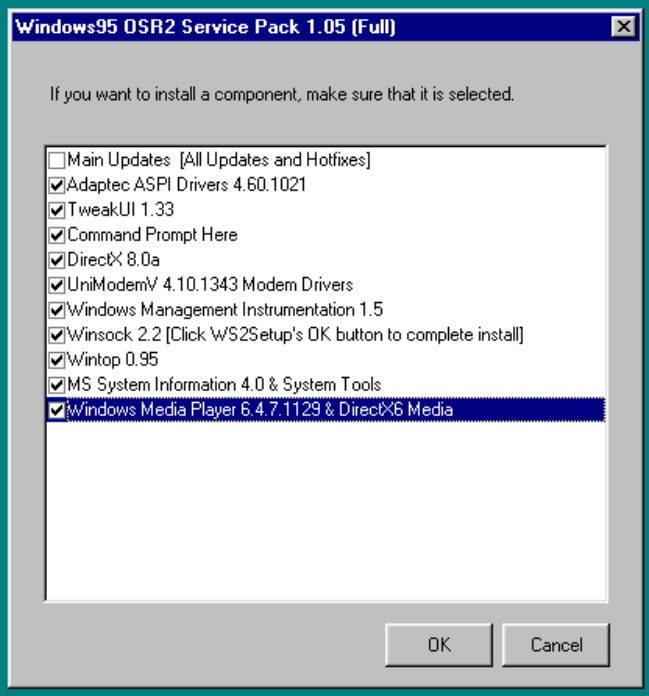 Windows95 OSR2 Service Pack 1.05 (Full)
If you want to install a component, make sure that it is selected.
Main Updates [All Updates and Hotfixes]
Adaptec ASPI Drivers 4.60.1021
TweakUI 1.33
Command Prompt Here
DirectX 8.0a
UniModemV 4.10.1343 Modem Drivers
Windows Management Instrumentation 1.5
Winsock 2.2 [Click WS2Setup's OK button to complete install]
Wintop 0.95
MS System Information 4.0 & System Tools
Windows Media Player 6.4.7.1129 & DirectX6 Media
OK Cancel